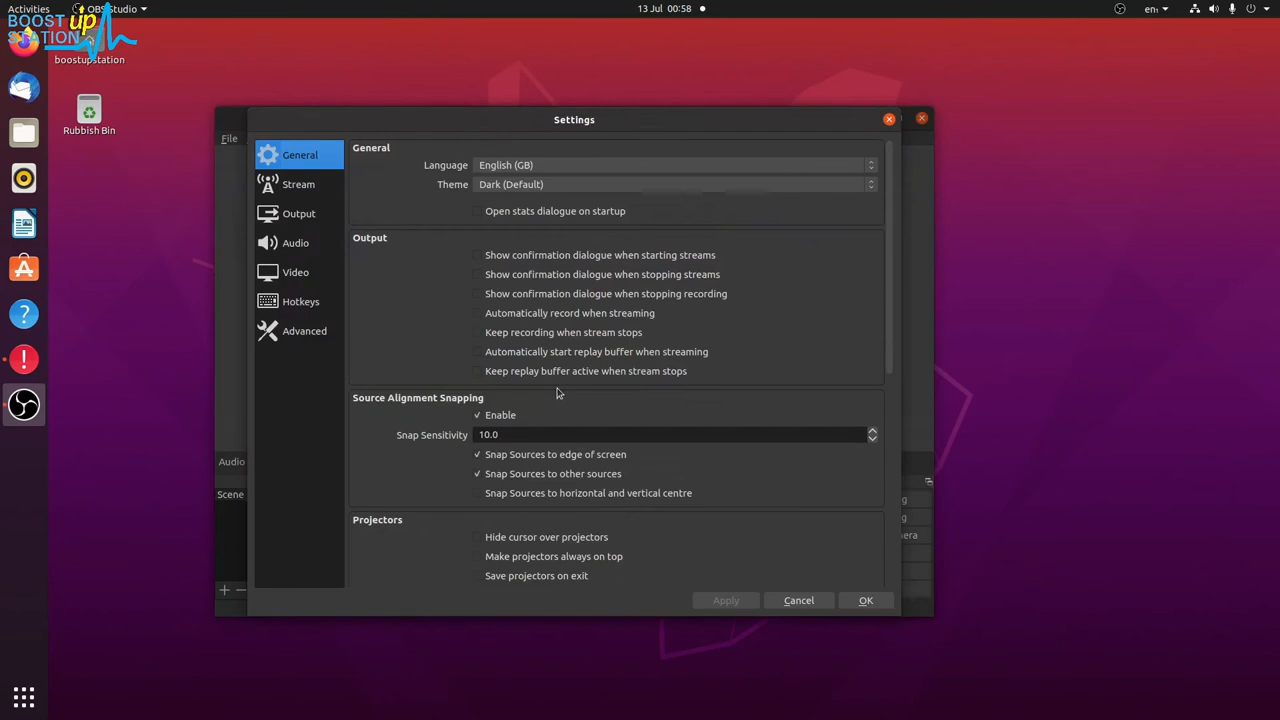 Activities
OBS Studio
13 Jul 00:58
en₁
BOOST up
STATION
boostupstation
Rubbish Bin
File
Settings
General
Stream
Output
Audio
Video
Hotkeys
Advanced
General
Language English (GB)
Theme Dark (Default)
Open stats dialogue on startup
Output
Show confirmation dialogue when starting streams
Show confirmation dialogue when stopping streams
Show confirmation dialogue when stopping recording
Automatically record when streaming
Keep recording when stream stops
Automatically start replay buffer when streaming
Keep replay buffer active when stream stops
Source Alignment Snapping
Enable
Snap Sensitivity 10.0
Snap Sources to edge of screen
Snap Sources to other sources
Snap Sources to horizontal and vertical centre
Projectors
Hide cursor over projectors
Make projectors always on top
Save projectors on exit
Apply
Cancel
OK
Audio
Scene